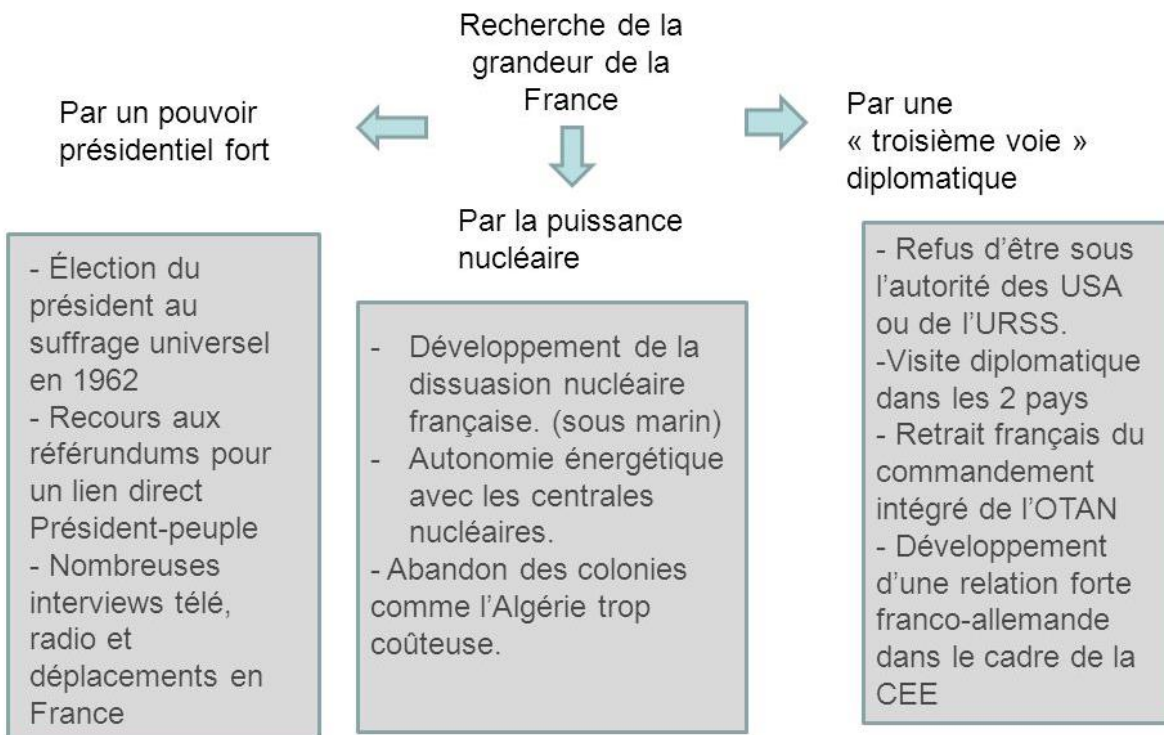 Recherche de la
grandeur de la
France
Par un pouvoir
présidentiel fort
- Élection du
président au
suffrage universel
en 1962
- Recours aux
référundums pour
un lien direct
Président-peuple
- Nombreuses
interviews télé,
radio et
déplacements en
France
Par la puissance
nucléaire
- Développement de la
dissuasion nucléaire
française. (sous marin)
- Autonomie énergétique
avec les centrales
nucléaires.
- Abandon des colonies
comme l'Algérie trop
coûteuse.
Par une
« troisième voie »
diplomatique
- Refus d'être sous
l'autorité des USA
ou de l'URSS.
-Visite diplomatique
dans les 2 pays
- Retrait français du
commandement
intégré de l'OTAN
- Développement
d'une relation forte
franco-allemande
dans le cadre de la
CEE